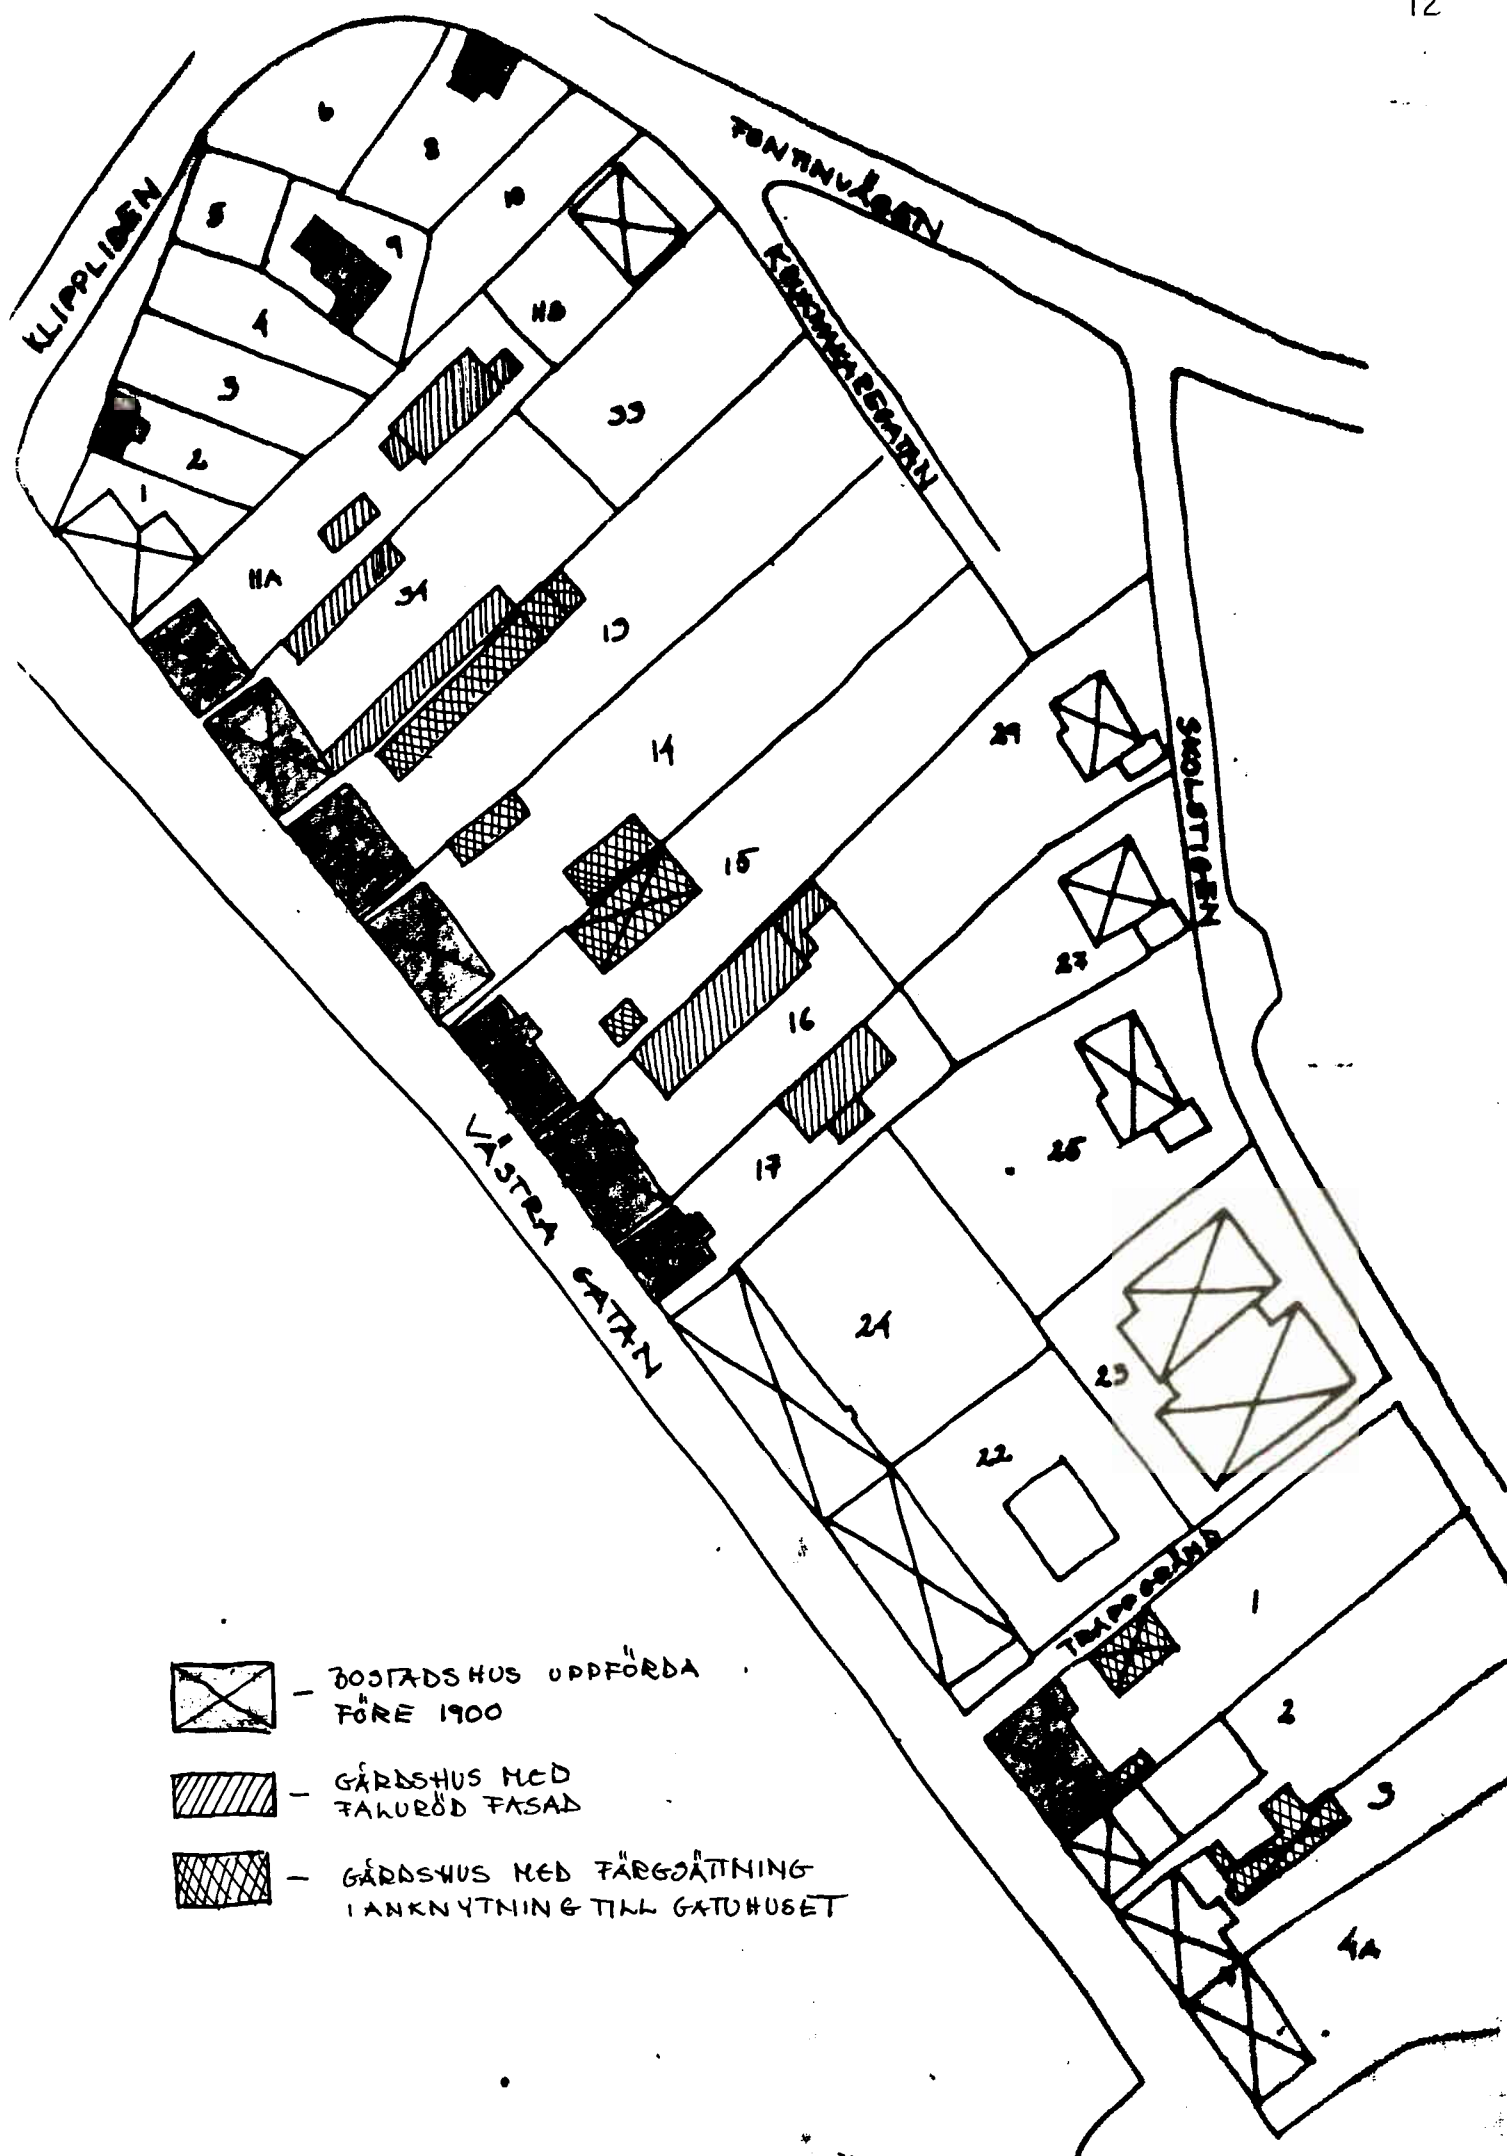 12
6
8
FONTINVÄGEN
10
KLIPPLIDEN
5
9
4
11B
KRUKMAKAREGATAN
3
33
2
1
11A
34
13
14
29
SKOLSTIGEN
15
27
16
VÄSTRA GATAN
17
25
24
23
22
TRAPPGRÄND
1
2
3
4A
– BOSTADSHUS UPPFÖRDA
FÖRE 1900
– GÅRDSHUS MED
FALURÖD FASAD
– GÅRDSHUS MED FÄRGSÄTTNING
I ANKNYTNING TILL GATUHUSET